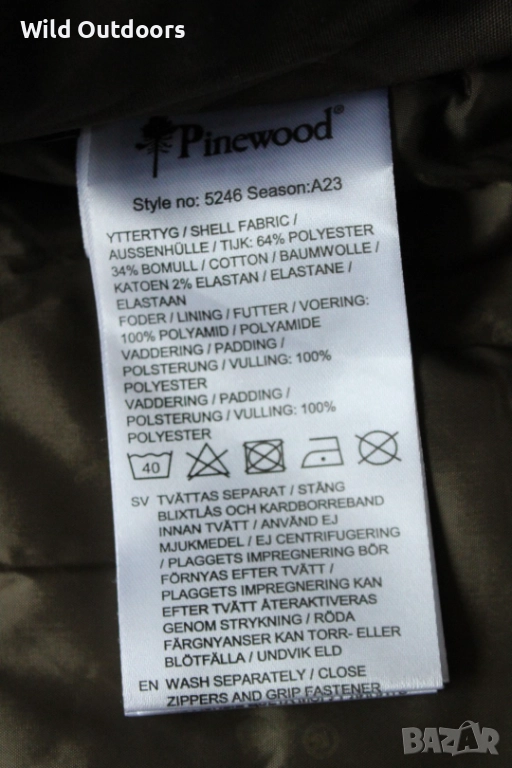 Wild Outdoors
Pinewood®
Style no: 5246 Season:A23
YTTERTYG / SHELL FABRIC /
AUSSENHÜLLE / TIJK: 64% POLYESTER
34% BOMULL / COTTON / BAUMWOLLE /
KATOEN 2% ELASTAN / ELASTANE /
ELASTAAN
FODER / LINING / FUTTER / VOERING:
100% POLYAMID / POLYAMIDE
VADDERING / PADDING /
POLSTERUNG / VULLING: 100%
POLYESTER
VADDERING / PADDING /
POLSTERUNG / VULLING: 100%
POLYESTER
40
SV TVÄTTAS SEPARAT / STÄNG
BLIXTLÅS OCH KARDBORREBAND
INNAN TVÄTT / ANVÄND EJ
MJUKMEDEL / EJ CENTRIFUGERING
/ PLAGGETS IMPREGNERING BÖR
FÖRNYAS EFTER TVÄTT /
PLAGGETS IMPREGNERING KAN
EFTER TVÄTT ÅTERAKTIVERAS
GENOM STRYKNING / RÖDA
FÄRGNYANSER KAN TORR- ELLER
BLÖTFÄLLA / UNDVIK ELD
EN WASH SEPARATELY / CLOSE
ZIPPERS AND GRIP FASTENER
BAZAR